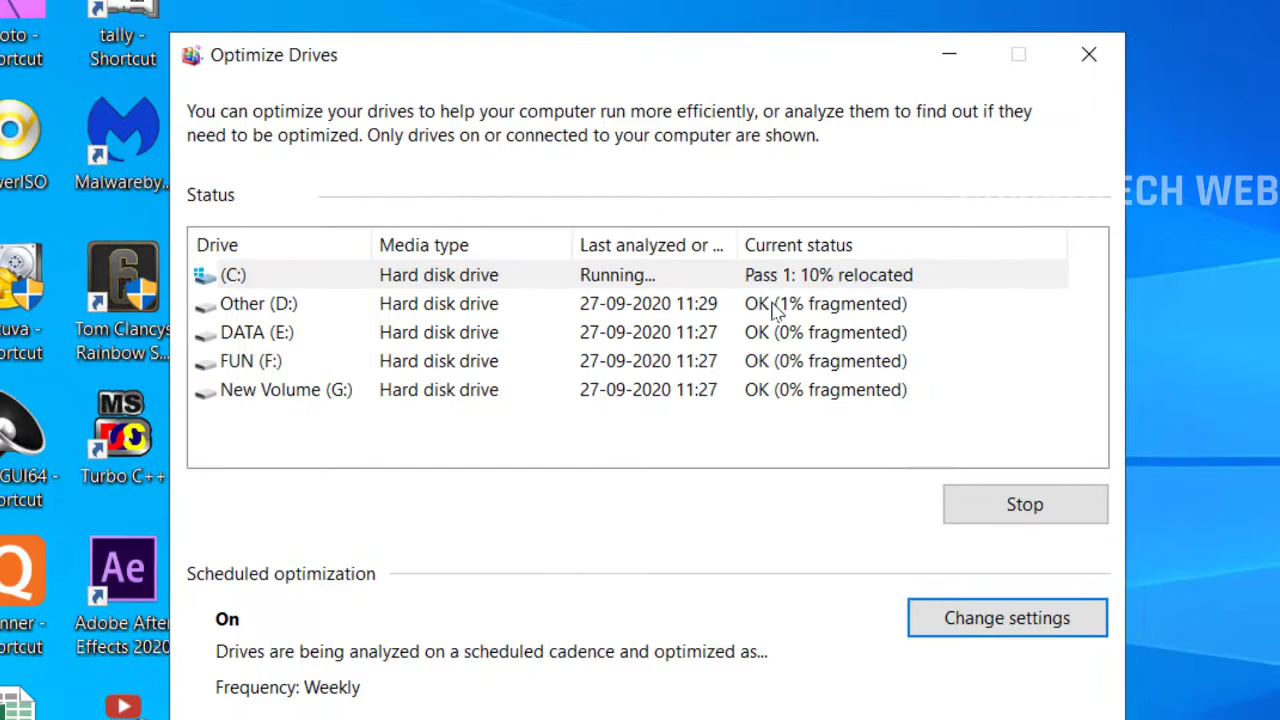 oto -
ortcut
tally -
Shortcut
Optimize Drives
You can optimize your drives to help your computer run more efficiently, or analyze them to find out if they
need to be optimized. Only drives on or connected to your computer are shown.
werISO
Malwareby...
ECH WEB
Status
Drive Media type Last analyzed or ... Current status
(C:) Hard disk drive Running... Pass 1: 10% relocated
Other (D:) Hard disk drive 27-09-2020 11:29 OK (1% fragmented)
DATA (E:) Hard disk drive 27-09-2020 11:27 OK (0% fragmented)
FUN (F:) Hard disk drive 27-09-2020 11:27 OK (0% fragmented)
New Volume (G:) Hard disk drive 27-09-2020 11:27 OK (0% fragmented)
cuva -
ortcut
6
Tom Clancys
Rainbow S...
GUI64 -
ortcut
MS
Turbo C++
Stop
Scheduled optimization
On
Change settings
Drives are being analyzed on a scheduled cadence and optimized as...
Frequency: Weekly
Q
nner -
ortcut
Ae
Adobe After
Effects 2020